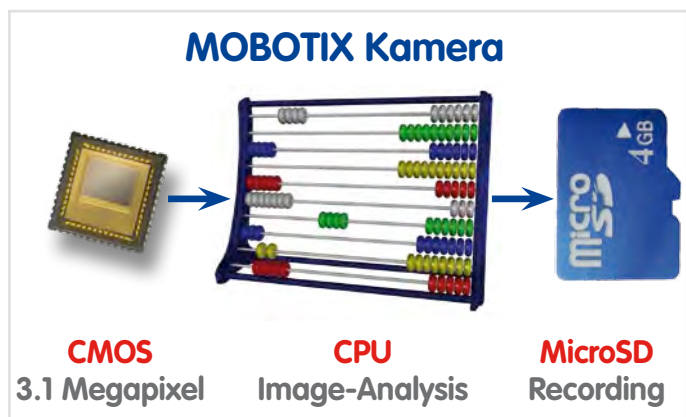 MOBOTIX Kamera
4GB
micro
SD
CMOS
CPU
MicroSD
3.1 Megapixel
Image-Analysis
Recording